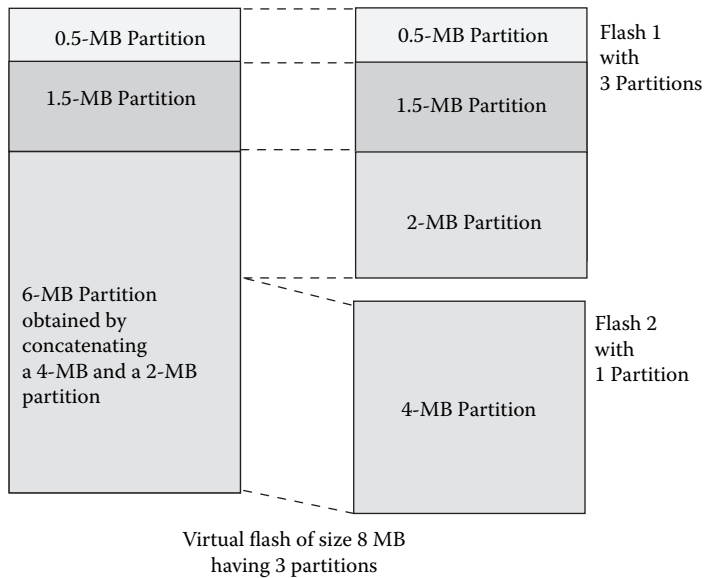 0.5-MB Partition
1.5-MB Partition
6-MB Partition
obtained by
concatenating
a 4-MB and a 2-MB
partition
0.5-MB Partition
1.5-MB Partition
2-MB Partition
4-MB Partition
Flash 1
with
3 Partitions
Flash 2
with
1 Partition
Virtual flash of size 8 MB
having 3 partitions